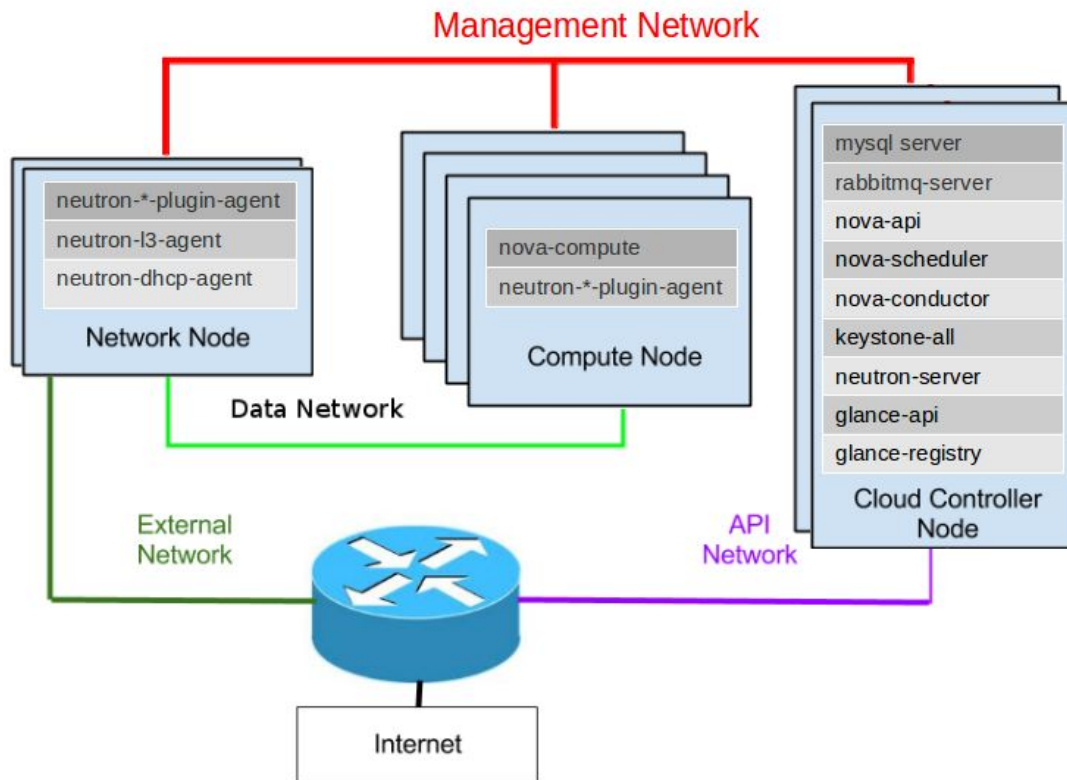 Management Network
neutron-*-plugin-agent
neutron-l3-agent
neutron-dhcp-agent
Network Node
nova-compute
neutron-*-plugin-agent
Compute Node
mysql server
rabbitmq-server
nova-api
nova-scheduler
nova-conductor
keystone-all
neutron-server
glance-api
glance-registry
Cloud Controller
Node
Data Network
External
Network
API
Network
Internet